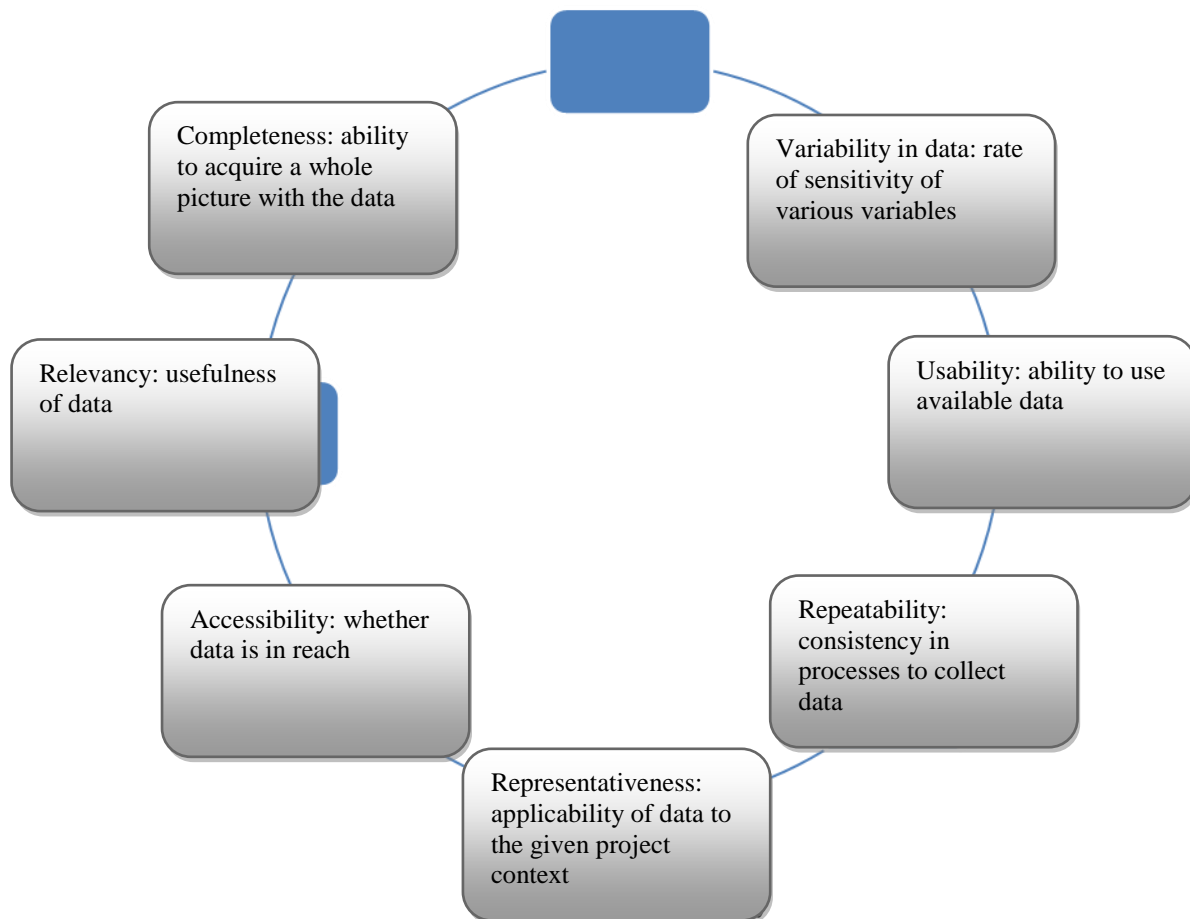 Completeness: ability
to acquire a whole
picture with the data
Variability in data: rate
of sensitivity of
various variables
Relevancy: usefulness
of data
Usability: ability to use
available data
Accessibility: whether
data is in reach
Repeatability:
consistency in
processes to collect
data
Representativeness:
applicability of data to
the given project
context